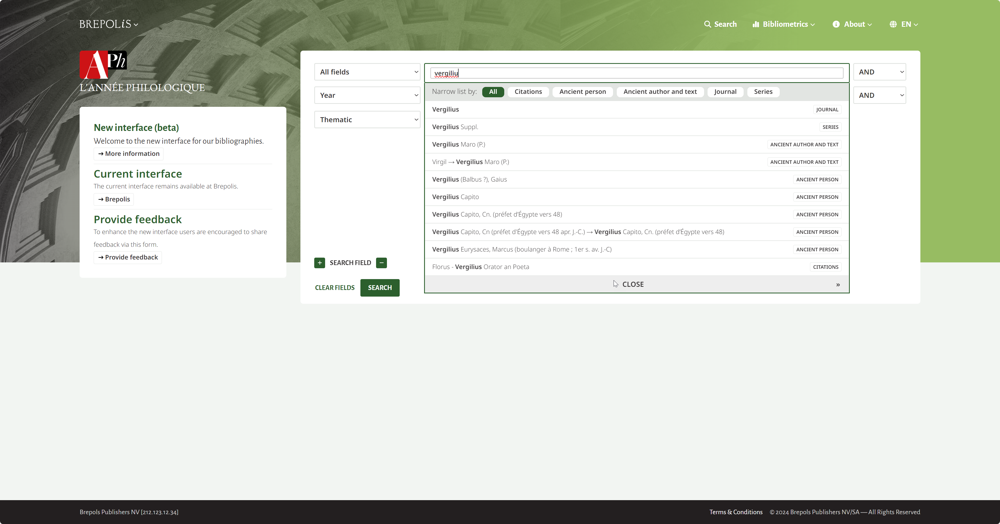 BREPOLiS
Search Bibliometrics About EN
APh
L'ANNÉE PHILOLOGIQUE
New interface (beta)
Welcome to the new interface for our bibliographies.
→ More information
Current interface
The current interface remains available at Brepolis.
→ Brepolis
Provide feedback
To enhance the new interface users are encouraged to share
feedback via this form.
→ Provide feedback
All fields
vergiliu
AND
Year
AND
Thematic
Narrow list by: All Citations Ancient person Ancient author and text Journal Series
Vergilius JOURNAL
Vergilius Suppl. SERIES
Vergilius Maro (P.) ANCIENT AUTHOR AND TEXT
Virgil → Vergilius Maro (P.) ANCIENT AUTHOR AND TEXT
Vergilius (Balbus ?), Gaius ANCIENT PERSON
Vergilius Capito ANCIENT PERSON
Vergilius Capito, Cn. (préfet d’Égypte vers 48) ANCIENT PERSON
Vergilius Capito, Cn (préfet d'Égypte vers 48 apr. J.-C.) → Vergilius Capito, Cn. (préfet d’Égypte vers 48) ANCIENT PERSON
Vergilius Eurysaces, Marcus (boulanger à Rome ; 1er s. av. J.-C) ANCIENT PERSON
Florus - Vergilius Orator an Poeta CITATIONS
CLOSE »
+ SEARCH FIELD −
CLEAR FIELDS SEARCH
Brepols Publishers NV [212.123.12.34]
Terms & Conditions © 2024 Brepols Publishers NV/SA — All Rights Reserved